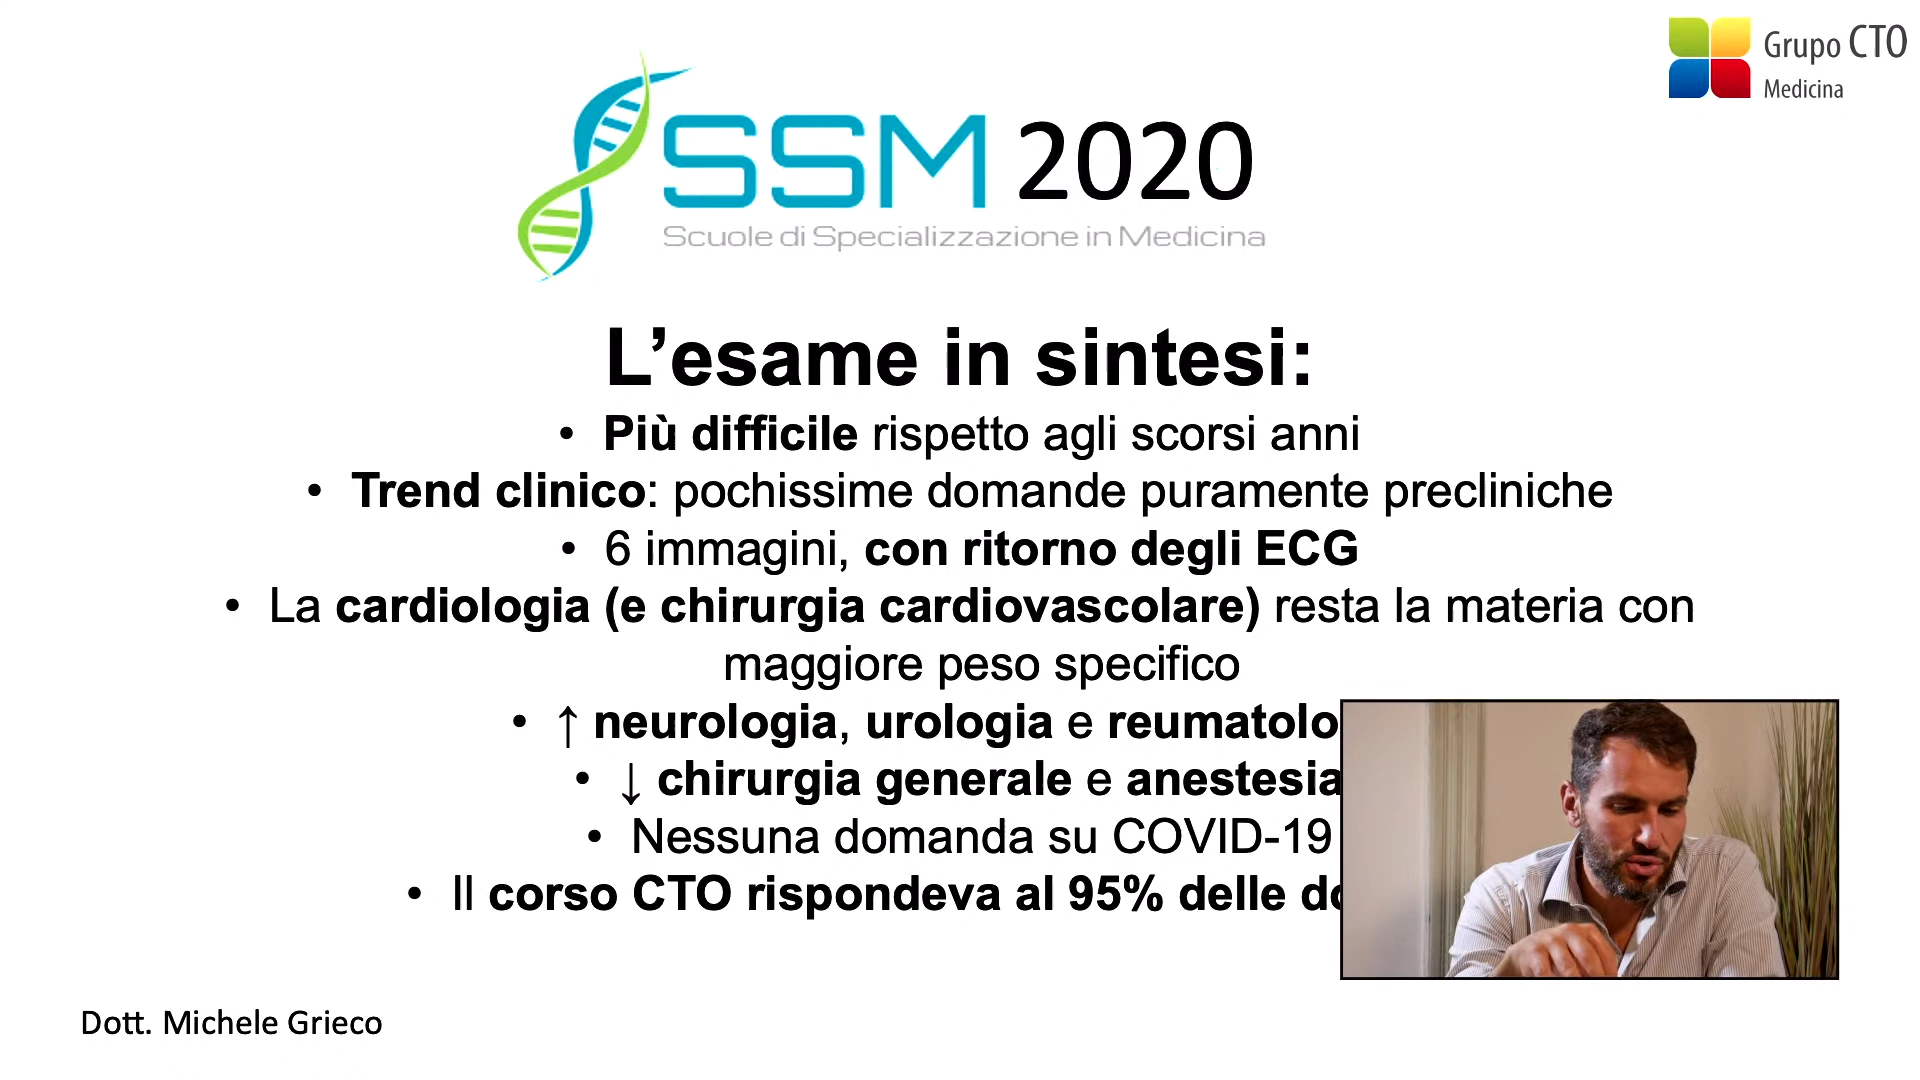 Grupo CTO
Medicina
SSM 2020
Scuole di Specializzazione in Medicina
L’esame in sintesi:
• Più difficile rispetto agli scorsi anni
• Trend clinico: pochissime domande puramente precliniche
• 6 immagini, con ritorno degli ECG
• La cardiologia (e chirurgia cardiovascolare) resta la materia con
maggiore peso specifico
• ↑ neurologia, urologia e reumatolo
• ↓ chirurgia generale e anestesia
• Nessuna domanda su COVID-19
• Il corso CTO rispondeva al 95% delle do
Dott. Michele Grieco